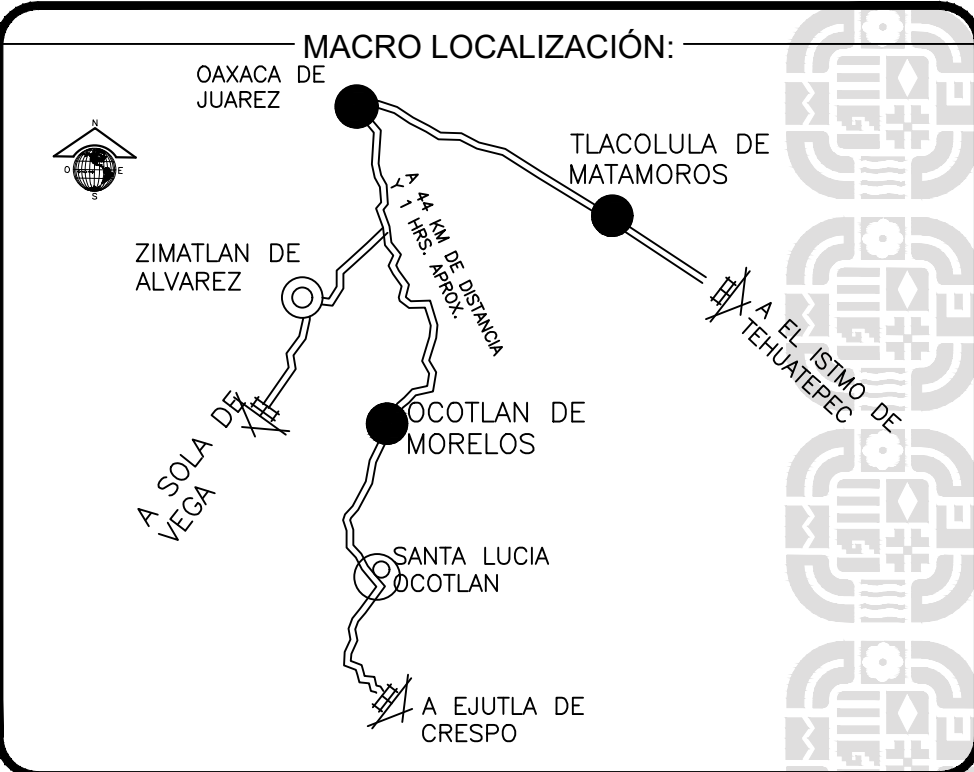 MACRO LOCALIZACIÓN:
OAXACA DE
JUAREZ
N
O
E
S
TLACOLULA DE
MATAMOROS
A 44 KM DE DISTANCIA
Y 1 HRS. APROX.
ZIMATLAN DE
ALVAREZ
A EL ISTMO DE
TEHUATEPEC
A SOLA DE
VEGA
OCOTLAN DE
MORELOS
SANTA LUCIA
OCOTLAN
A EJUTLA DE
CRESPO